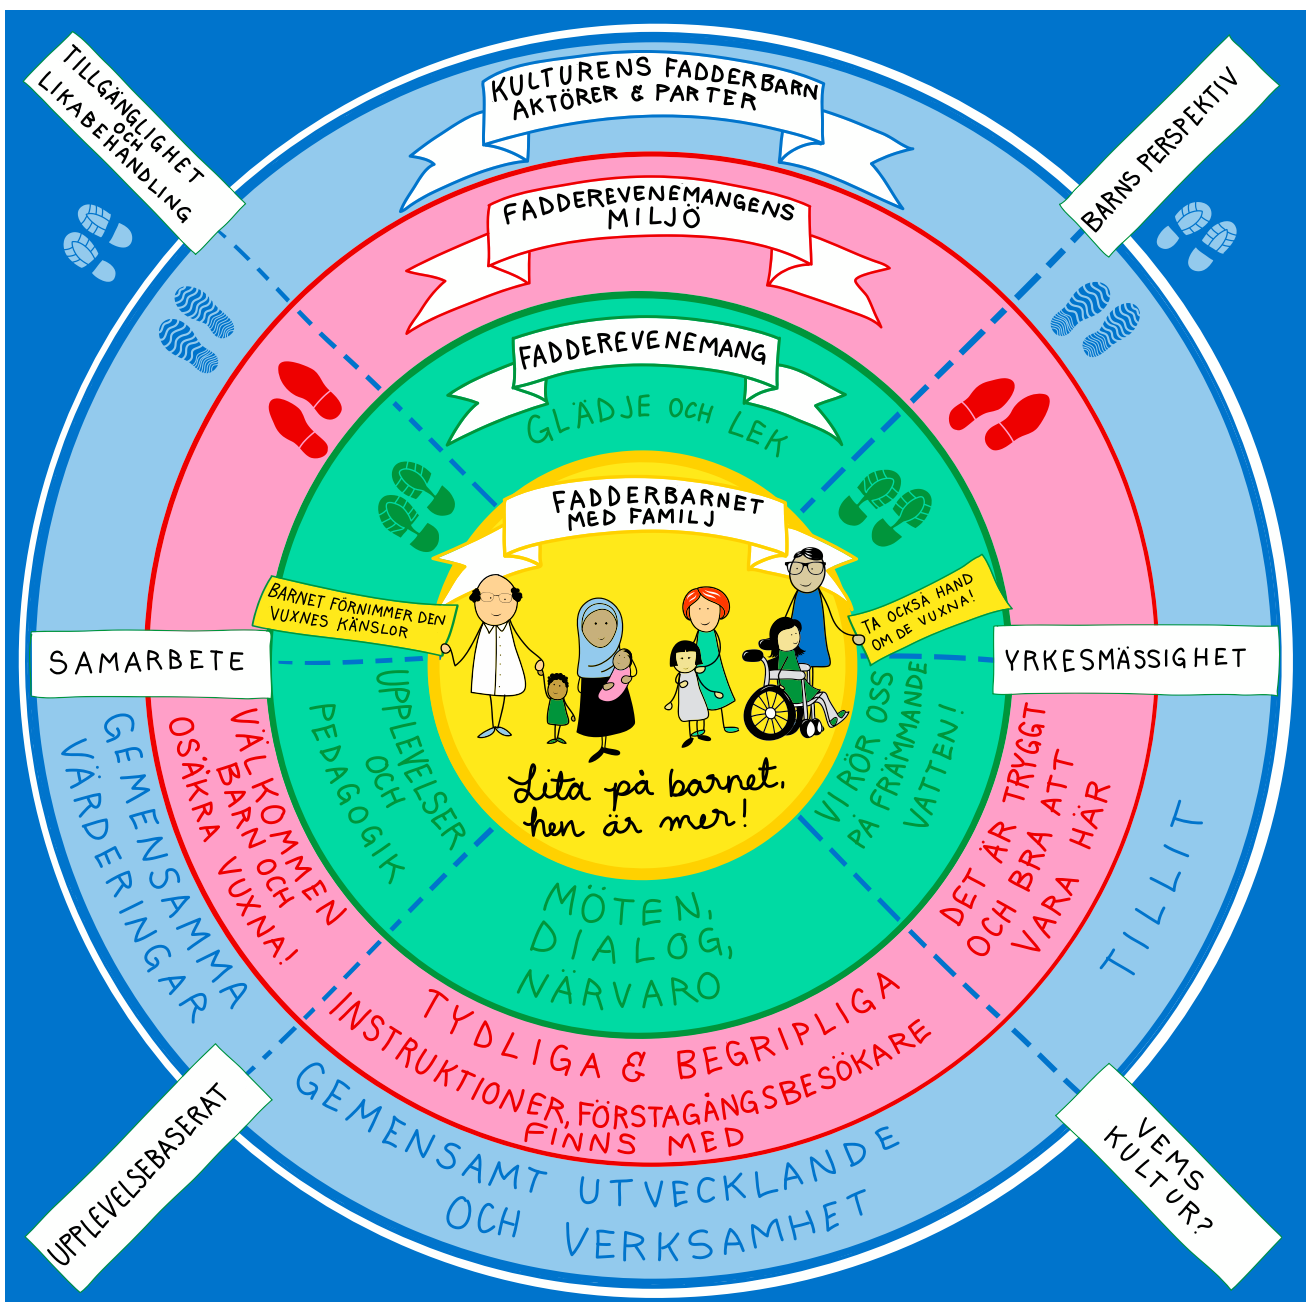 TILLGÄNGLIGHET
OCH
LIKABEHANDLING
BARNS PERSPEKTIV
KULTURENS FADDERBARN
AKTÖRER & PARTER
FADDEREVENEMANGENS
MILJÖ
FADDEREVENEMANG
GLÄDJE OCH LEK
FADDERBARNET
MED FAMILJ
BARNET FÖRNIMMER DEN
VUXNES KÄNSLOR
TA OCKSÅ HAND
OM DE VUXNA!
SAMARBETE
YRKESMÄSSIGHET
Lita på barnet,
hen är mer!
UPPLEVELSER
OCH
PEDAGOGIK
VI RÖR OSS
PÅ FRÄMMANDE
VATTEN!
MÖTEN,
DIALOG,
NÄRVARO
VÄLKOMMEN
BARN OCH
OSÄKRA VUXNA!
DET ÄR TRYGGT
OCH BRA ATT
VARA HÄR
TYDLIGA & BEGRIPLIGA
INSTRUKTIONER, FÖRSTAGÅNGSBESÖKARE
FINNS MED
GEMENSAMMA
VÄRDERINGAR
TILLIT
GEMENSAMT UTVECKLANDE
OCH VERKSAMHET
UPPLEVELSEBASERAT
VEMS
KULTUR?